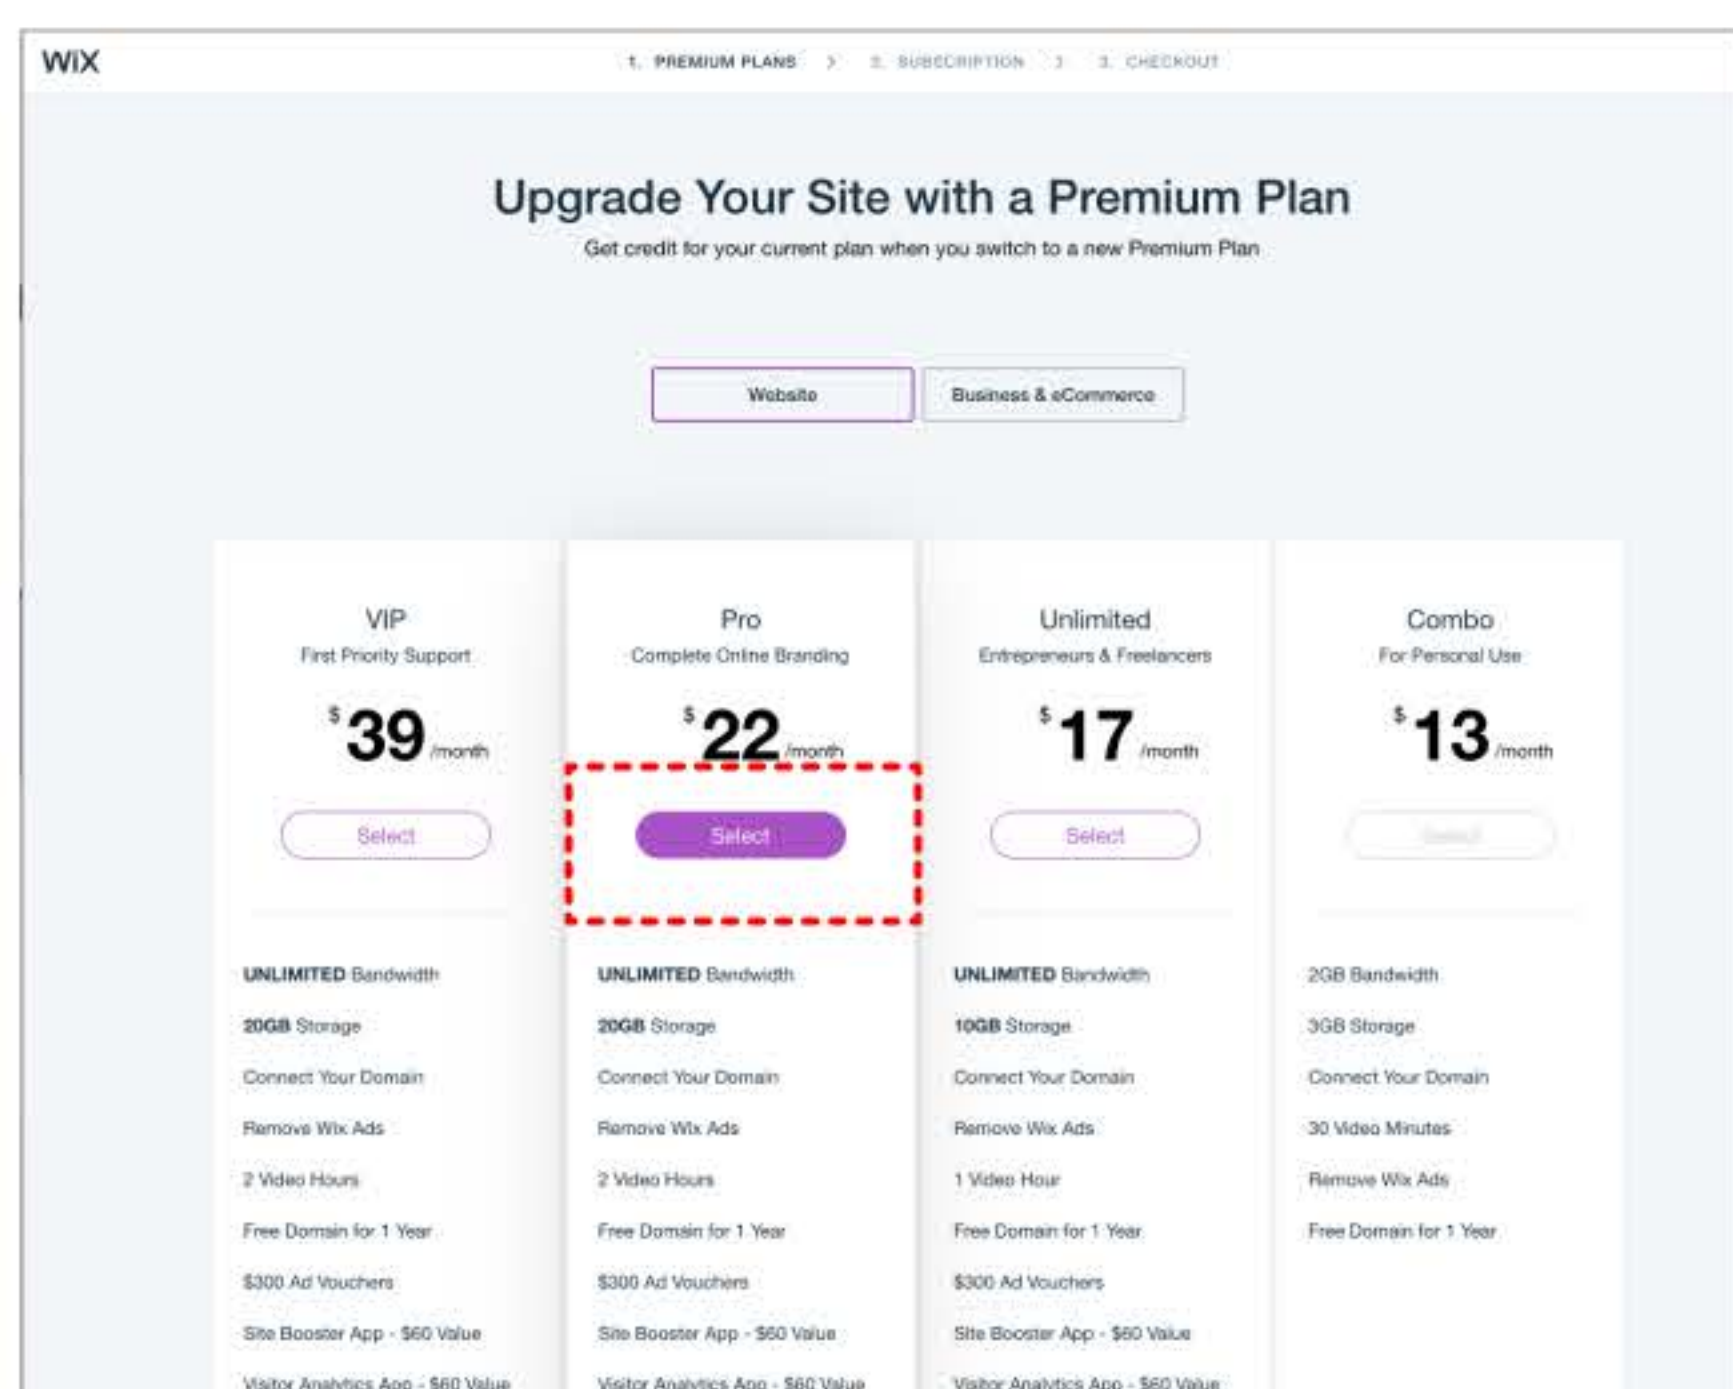 WiX
1. PREMIUM PLANS > 2. SUBSCRIPTION > 3. CHECKOUT
Upgrade Your Site with a Premium Plan
Get credit for your current plan when you switch to a new Premium Plan
Website
Business & eCommerce
VIP
First Priority Support
$39 /month
Select
UNLIMITED Bandwidth
20GB Storage
Connect Your Domain
Remove Wix Ads
2 Video Hours
Free Domain for 1 Year
$300 Ad Vouchers
Site Booster App - $60 Value
Visitor Analytics App - $60 Value
Pro
Complete Online Branding
$22 /month
Select
UNLIMITED Bandwidth
20GB Storage
Connect Your Domain
Remove Wix Ads
2 Video Hours
Free Domain for 1 Year
$300 Ad Vouchers
Site Booster App - $60 Value
Visitor Analytics App - $60 Value
Unlimited
Entrepreneurs & Freelancers
$17 /month
Select
UNLIMITED Bandwidth
10GB Storage
Connect Your Domain
Remove Wix Ads
1 Video Hour
Free Domain for 1 Year
$300 Ad Vouchers
Site Booster App - $60 Value
Visitor Analytics App - $60 Value
Combo
For Personal Use
$13 /month
2GB Bandwidth
3GB Storage
Connect Your Domain
30 Video Minutes
Remove Wix Ads
Free Domain for 1 Year